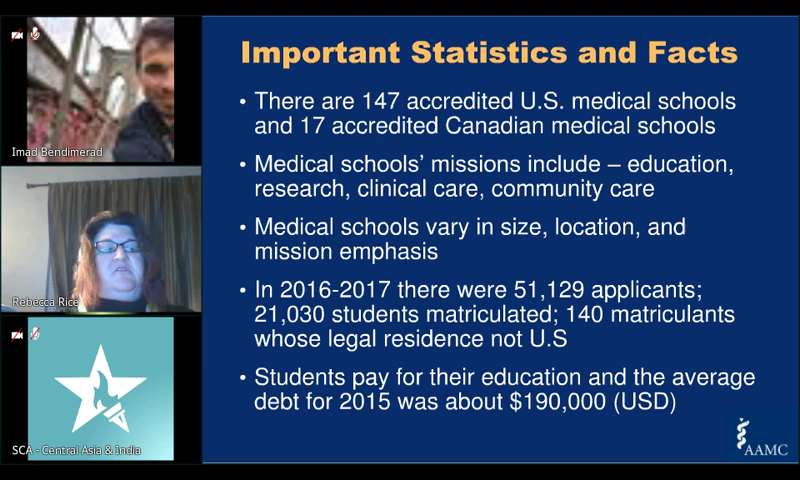 Important Statistics and Facts
• There are 147 accredited U.S. medical schools
and 17 accredited Canadian medical schools
• Medical schools’ missions include – education,
research, clinical care, community care
• Medical schools vary in size, location, and
mission emphasis
• In 2016-2017 there were 51,129 applicants;
21,030 students matriculated; 140 matriculants
whose legal residence not U.S
• Students pay for their education and the average
debt for 2015 was about $190,000 (USD)
AAMC
Imad Bendimerad
Rebecca Rice
SCA - Central Asia & India